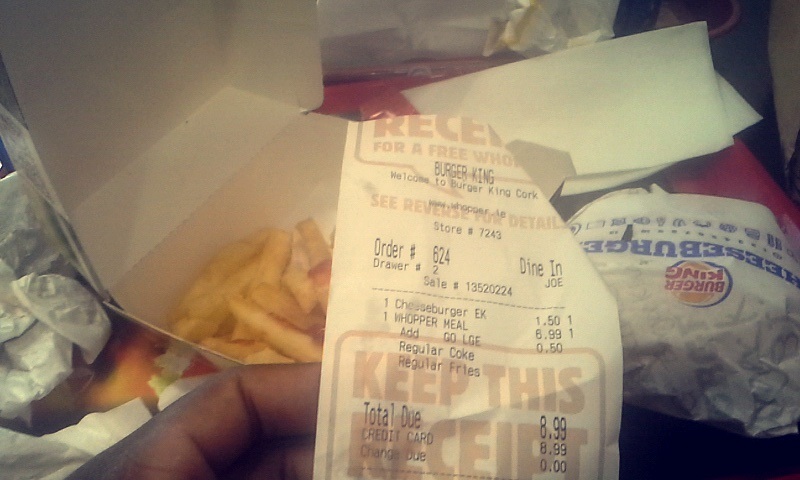 RECEI
FOR A FREE WHO
BURGER KING
Welcome to Burger King Cork
www.whopper.ie
SEE REVERSE FOR DETAIL
Store # 7243
Order # 624 Dine In
Drawer # 2 JOE
Sale # 13520224
1 Cheeseburger EK 1.50 1
1 WHOPPER MEAL 6.99 1
Add GO LGE 0.50
Regular Coke
Regular Fries
KEEP THIS
RECEIPT
Total Due 8.99
CREDIT CARD 8.99
Change Due 0.00
HEESEBURGE
BURGER
KING